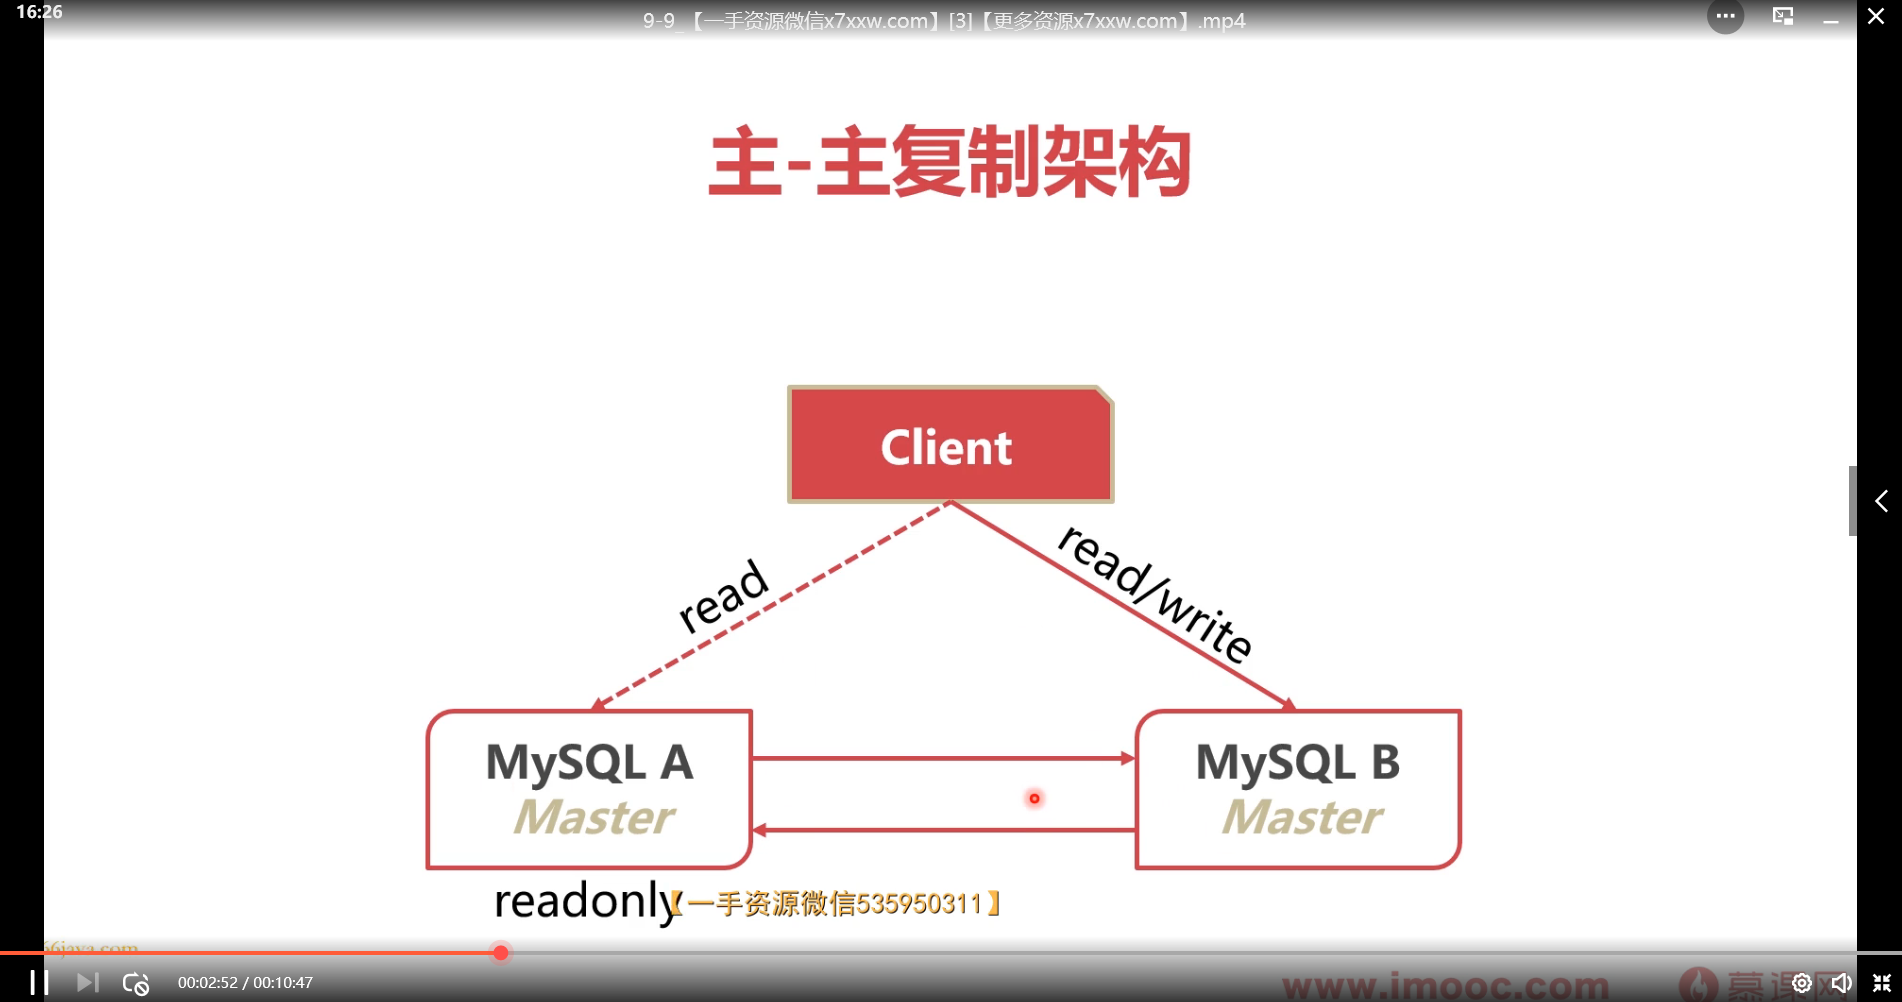 16:26
9-9_【一手资源微信x7xxw.com】[3]【更多资源x7xxw.com】.mp4
主-主复制架构
Client
read
read/write
MySQL A
Master
MySQL B
Master
readonly
【一手资源微信535950311】
66java.com
00:02:52 / 00:10:47
www.imooc.com
慕课网